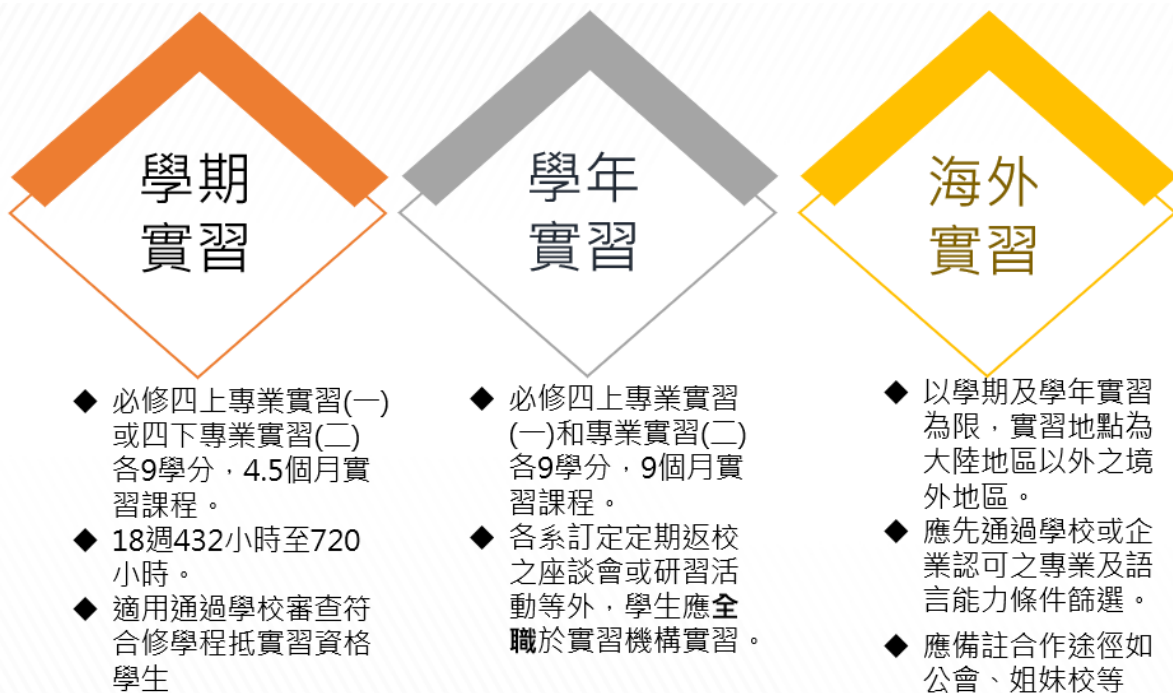 學期
實習
◆ 必修四上專業實習(一)
或四下專業實習(二)
各9學分，4.5個月實
習課程。
◆ 18週432小時至720
小時。
◆ 適用通過學校審查符
合修學程抵實習資格
學生
學年
實習
◆ 必修四上專業實習
(一)和專業實習(二)
各9學分，9個月實
習課程。
◆ 各系訂定定期返校
之座談會或研習活
動等外，學生應全
職於實習機構實習。
海外
實習
◆ 以學期及學年實習
為限，實習地點為
大陸地區以外之境
外地區。
◆ 應先通過學校或企
業認可之專業及語
言能力條件篩選。
◆ 應備註合作途徑如
公會、姐妹校等